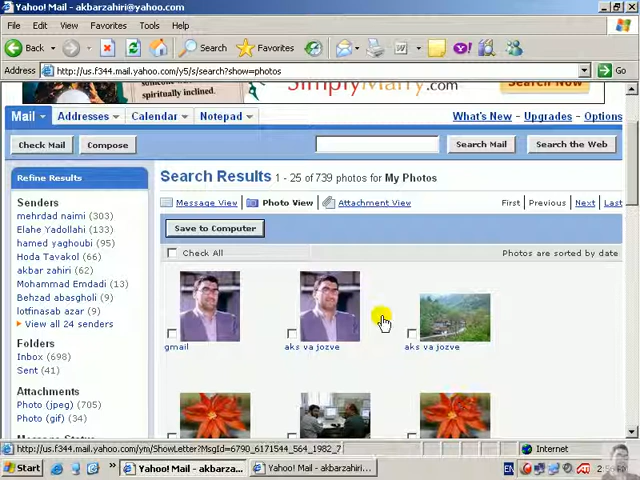 Yahoo! Mail - akbarzahiri@yahoo.com
File Edit View Favorites Tools Help
Back Search Favorites
Address http://us.f344.mail.yahoo.com/ym/s/search?show=photos Go
spiritually inclined. SimplyMarry.com Search Now
Mail Addresses Calendar Notepad What's New - Upgrades - Options
Check Mail Compose Search Mail Search the Web
Refine Results
Search Results 1 - 25 of 739 photos for My Photos
Senders
mehrdad naimi (303)
Elahe Yadollahi (133)
hamed yaghoubi (95)
Hoda Tavakol (66)
akbar zahiri (62)
Mohammad Emdadi (13)
Behzad abasgholi (9)
lotfinasab azar (9)
View all 24 senders
Folders
Inbox (698)
Sent (41)
Attachments
Photo (jpeg) (705)
Photo (gif) (34)
Message View Photo View Attachment View First Previous Next Last
Save to Computer
Check All Photos are sorted by date
gmail aks va jozve aks va jozve
http://us.f344.mail.yahoo.com/ym/ShowLetter?MsgId=6790_6171544_564_1982_7 Internet
Start Yahoo! Mail - akbarza... Yahoo! Mail - akbarzahiri... EN